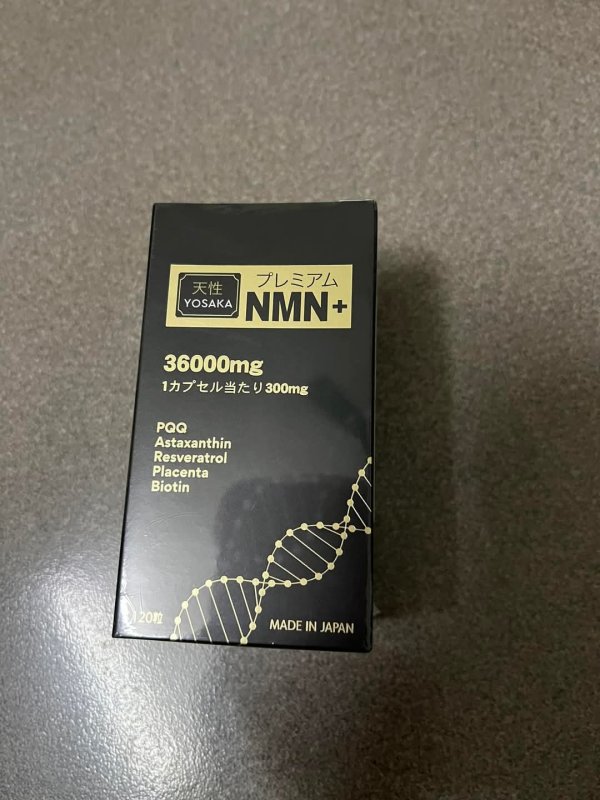 天性
YOSAKA
プレミアム
NMN+
36000mg
1カプセル当たり300mg
PQQ
Astaxanthin
Resveratrol
Placenta
Biotin
120粒
MADE IN JAPAN